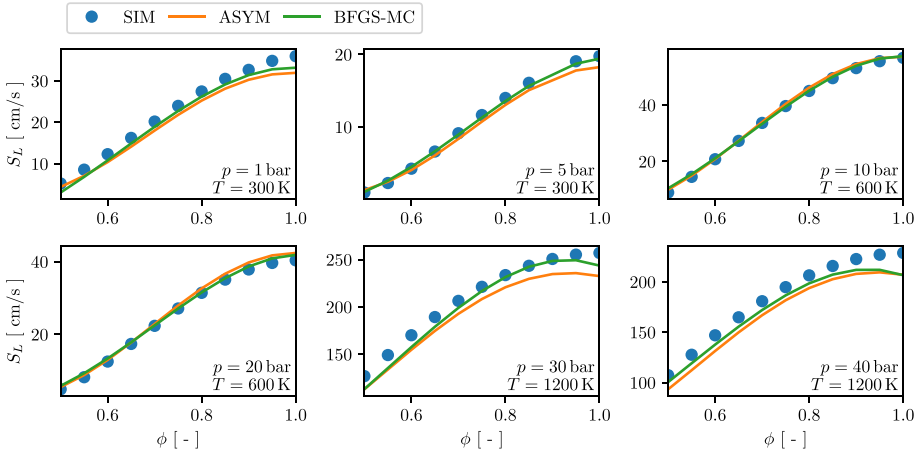 SIM ASYM BFGS-MC
S_L [ cm/s ]
30
20
10
p = 1 bar
T = 300 K
0.6 0.8 1.0
20
10
p = 5 bar
T = 300 K
0.6 0.8 1.0
40
20
p = 10 bar
T = 600 K
0.6 0.8 1.0
S_L [ cm/s ]
40
20
p = 20 bar
T = 600 K
0.6 0.8 1.0
ϕ [ - ]
250
200
150
p = 30 bar
T = 1200 K
0.6 0.8 1.0
ϕ [ - ]
200
150
100
p = 40 bar
T = 1200 K
0.6 0.8 1.0
ϕ [ - ]